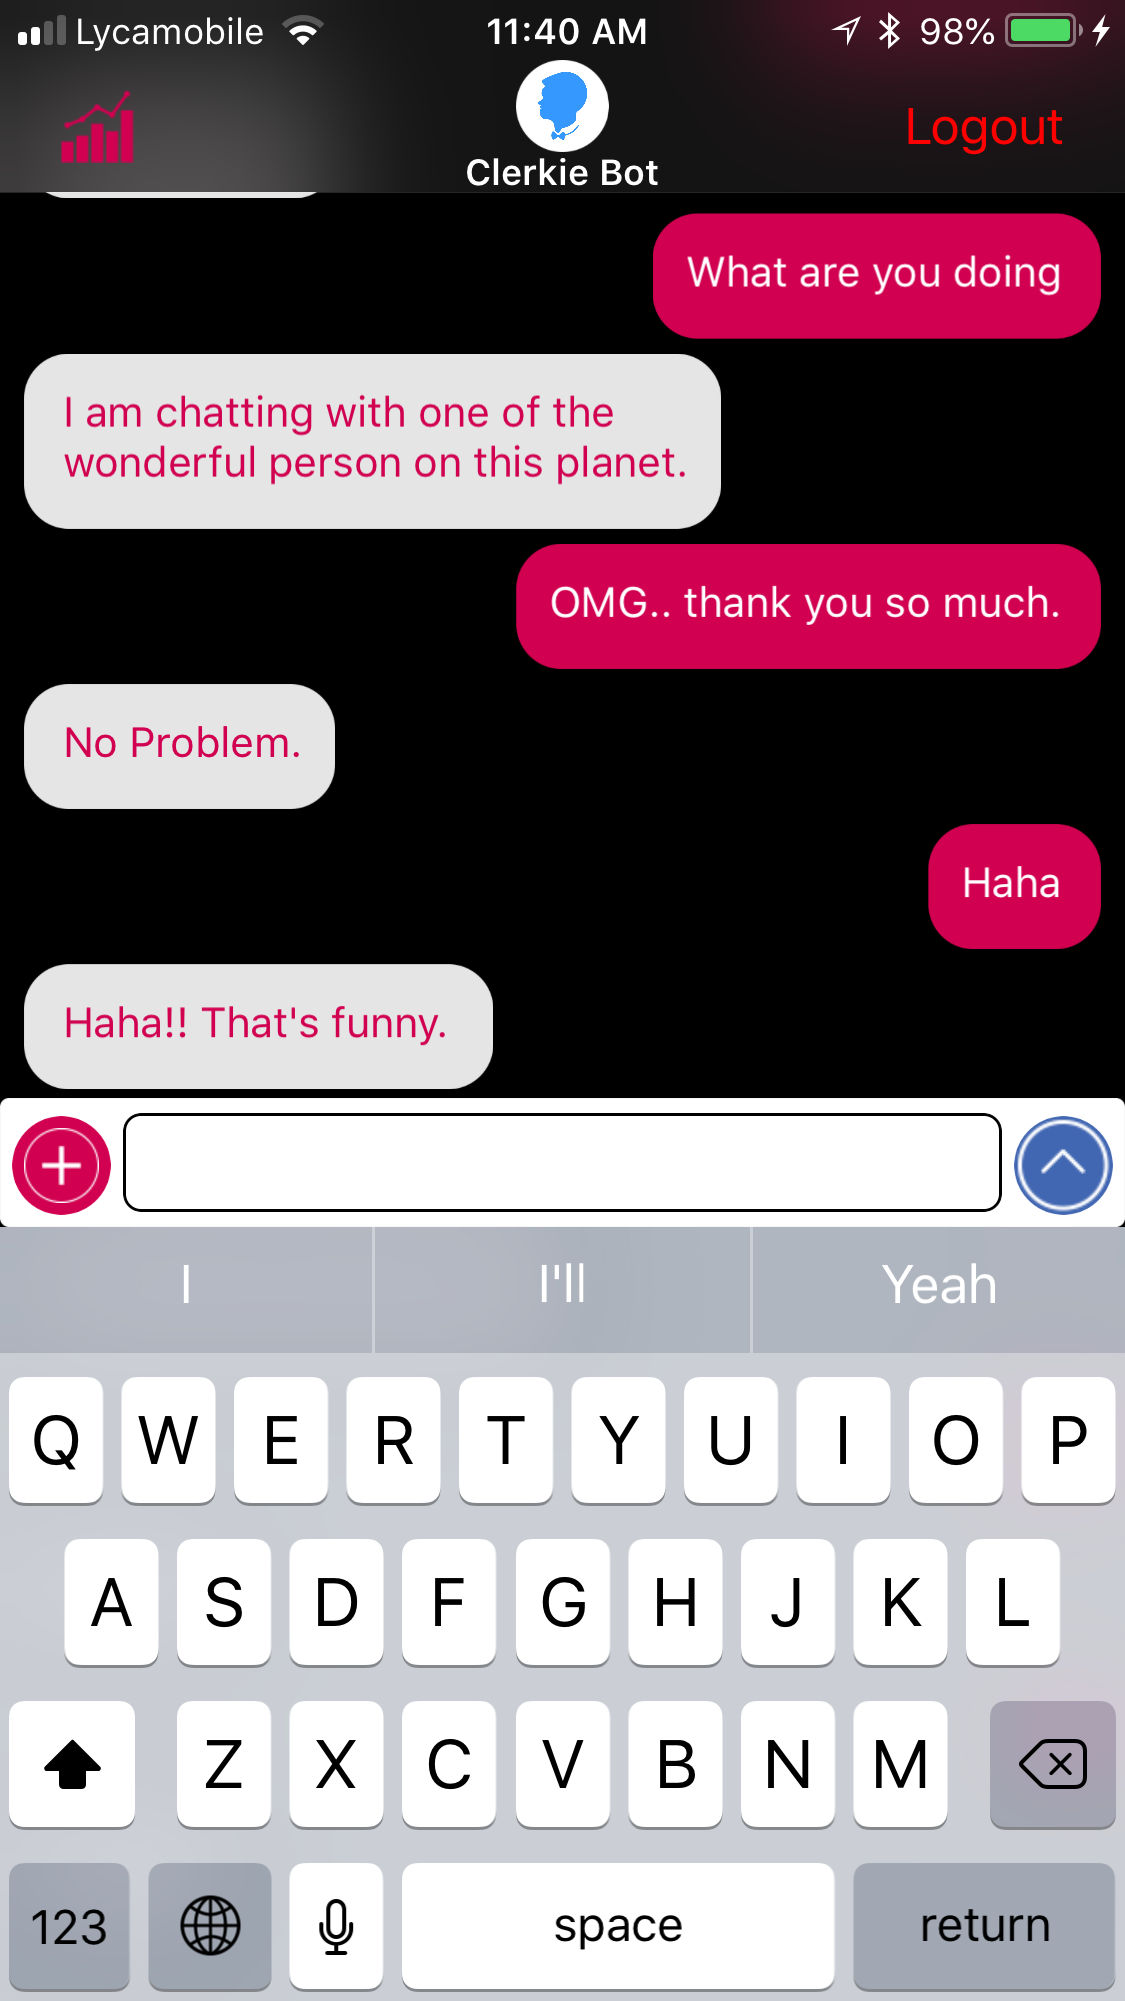 Lycamobile 11:40 AM 98%
Logout
Clerkie Bot
What are you doing
I am chatting with one of the
wonderful person on this planet.
OMG.. thank you so much.
No Problem.
Haha
Haha!! That's funny.
I I'll Yeah
Q W E R T Y U I O P
A S D F G H J K L
Z X C V B N M
123 space return